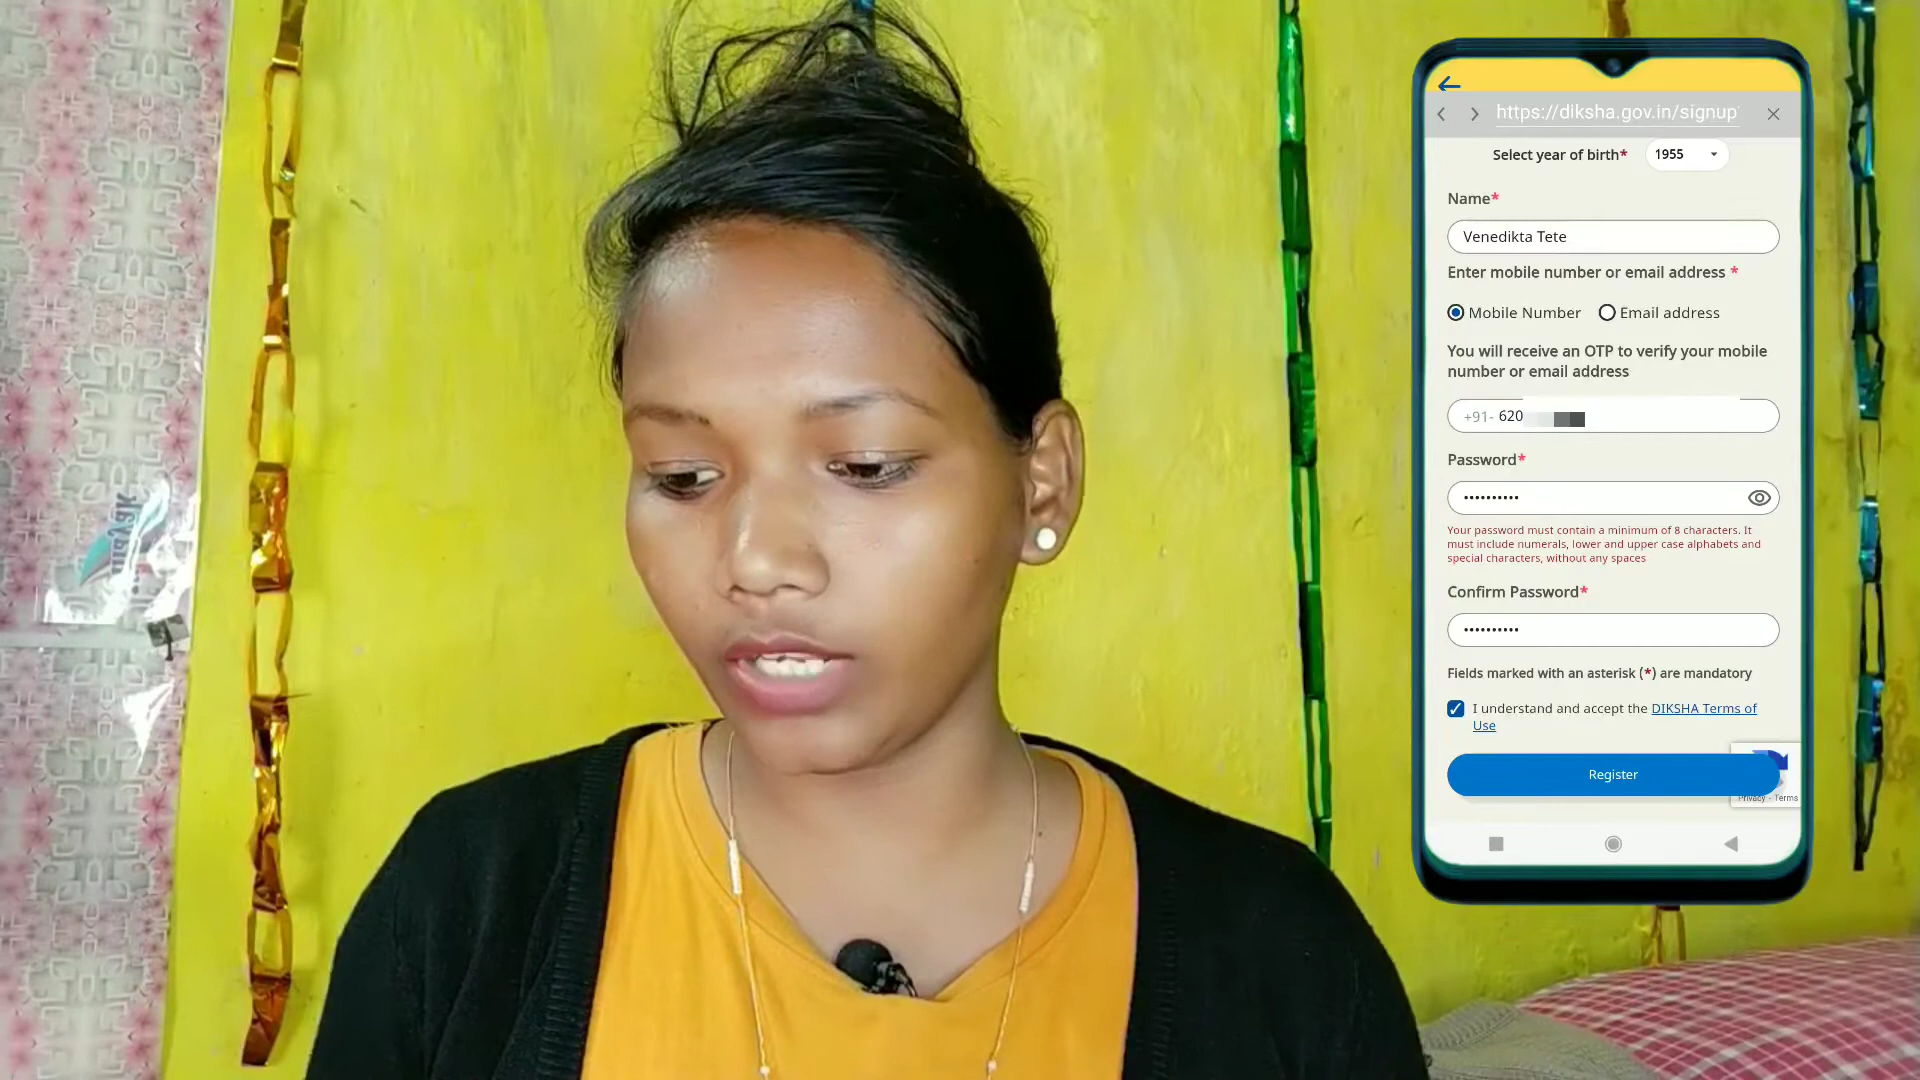 https://diksha.gov.in/signup
Select year of birth* 1955
Name*
Venedikta Tete
Enter mobile number or email address *
Mobile Number Email address
You will receive an OTP to verify your mobile
number or email address
+91- 620
Password*
••••••••••
Your password must contain a minimum of 8 characters. It
must include numerals, lower and upper case alphabets and
special characters, without any spaces
Confirm Password*
••••••••••
Fields marked with an asterisk (*) are mandatory
I understand and accept the DIKSHA Terms of
Use
Register
Privacy - Terms